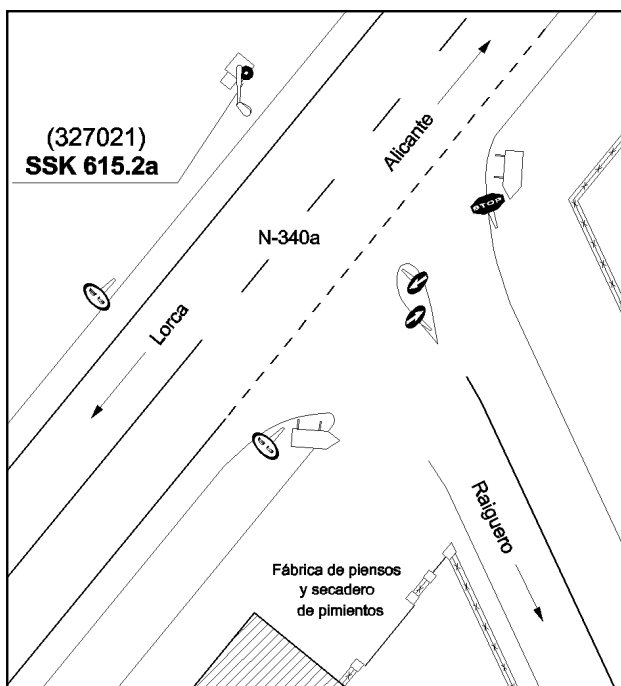 (327021)
SSK 615.2a
Alicante
STOP
N-340a
Lorca
Raiguero
Fábrica de piensos
y secadero
de pimientos